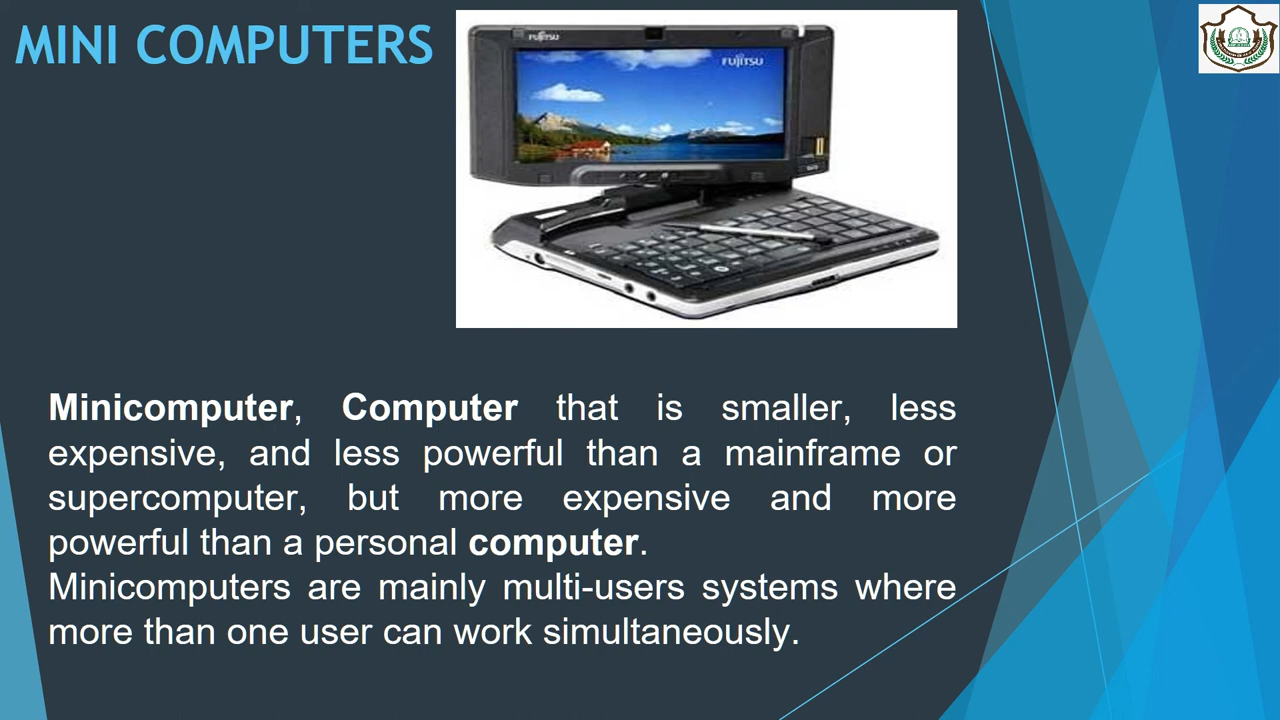 MINI COMPUTERS
FUJITSU
FUJITSU
Minicomputer, Computer that is smaller, less
expensive, and less powerful than a mainframe or
supercomputer, but more expensive and more
powerful than a personal computer.
Minicomputers are mainly multi-users systems where
more than one user can work simultaneously.